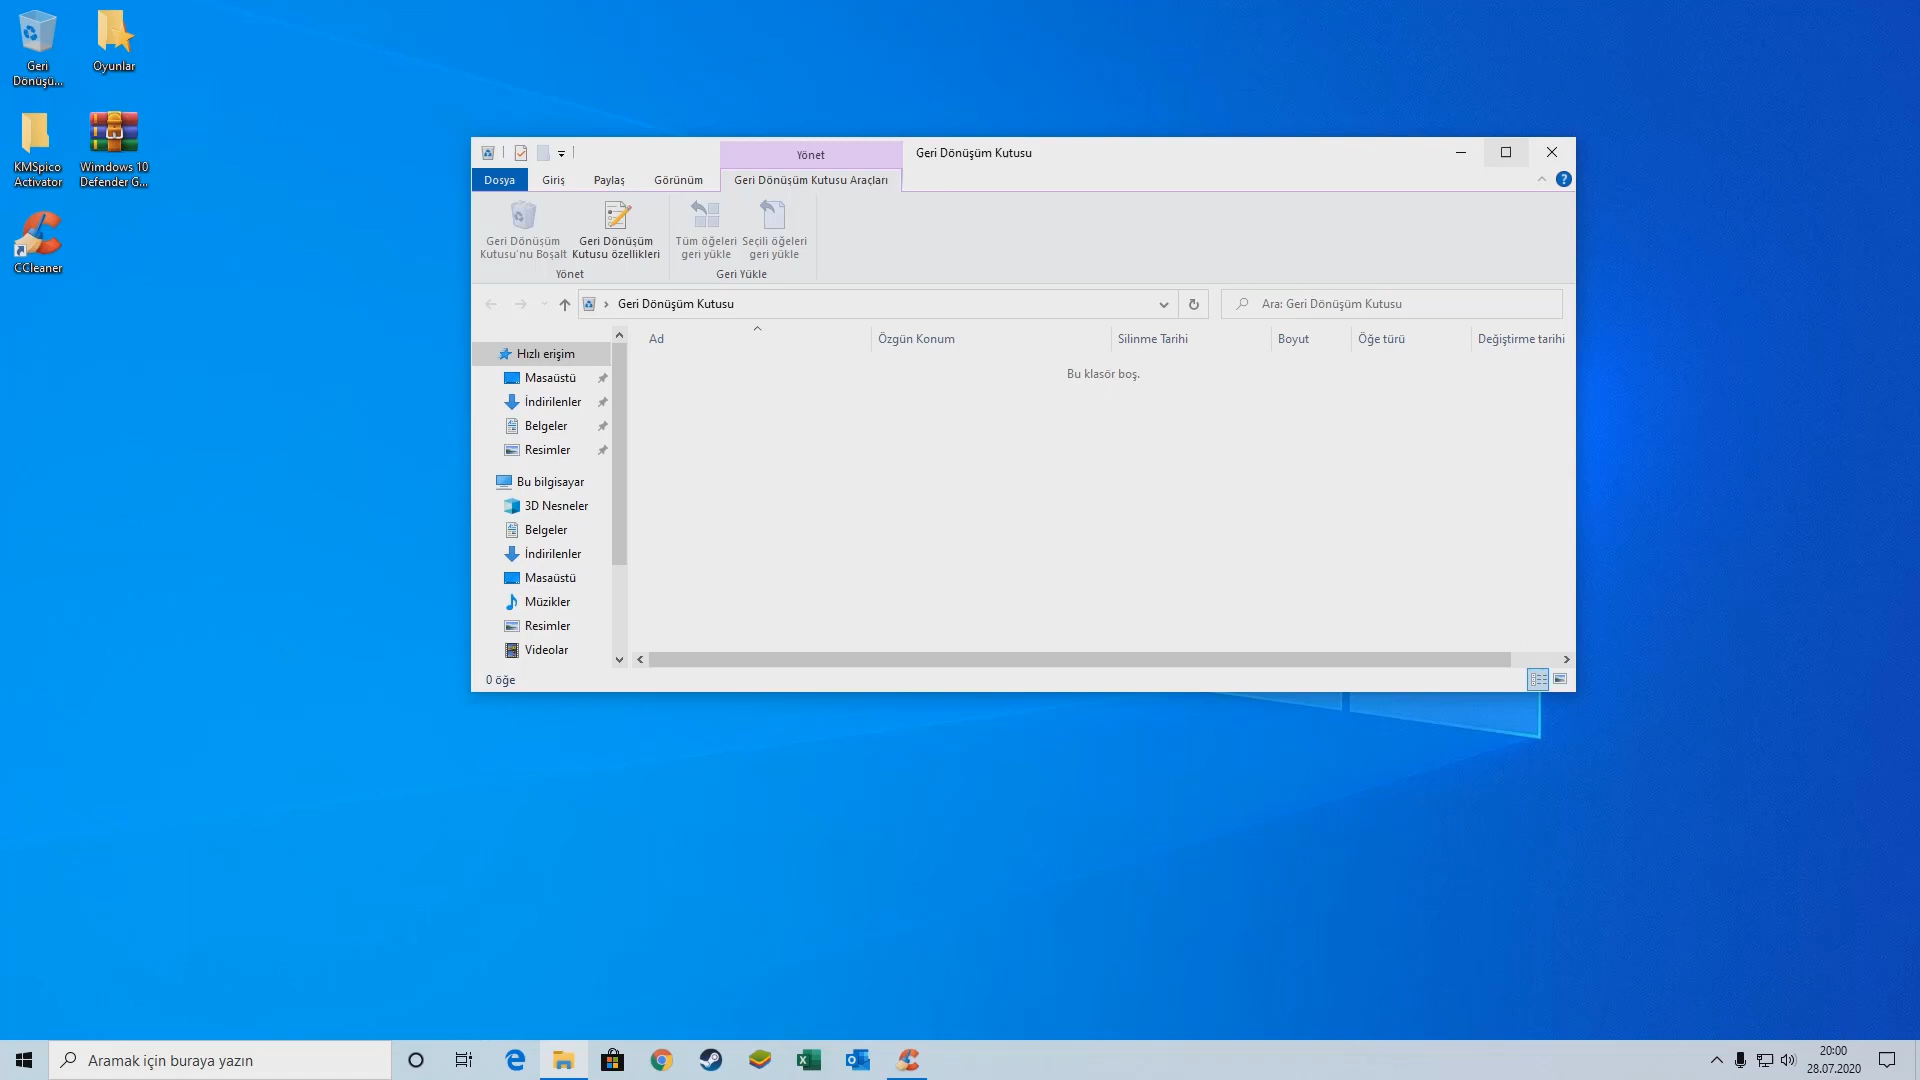 Geri
Dönüşü...
Oyunlar
KMSpico
Activator
Wimdows 10
Defender G...
CCleaner
Yönet
Geri Dönüşüm Kutusu
Dosya
Giriş
Paylaş
Görünüm
Geri Dönüşüm Kutusu Araçları
Geri Dönüşüm
Kutusu'nu Boşalt
Geri Dönüşüm
Kutusu özellikleri
Tüm öğeleri
geri yükle
Seçili öğeleri
geri yükle
Yönet
Geri Yükle
Geri Dönüşüm Kutusu
Ara: Geri Dönüşüm Kutusu
Ad
Özgün Konum
Silinme Tarihi
Boyut
Öğe türü
Değiştirme tarihi
Bu klasör boş.
Hızlı erişim
Masaüstü
İndirilenler
Belgeler
Resimler
Bu bilgisayar
3D Nesneler
Belgeler
İndirilenler
Masaüstü
Müzikler
Resimler
Videolar
0 öğe
Aramak için buraya yazın
20:00
28.07.2020